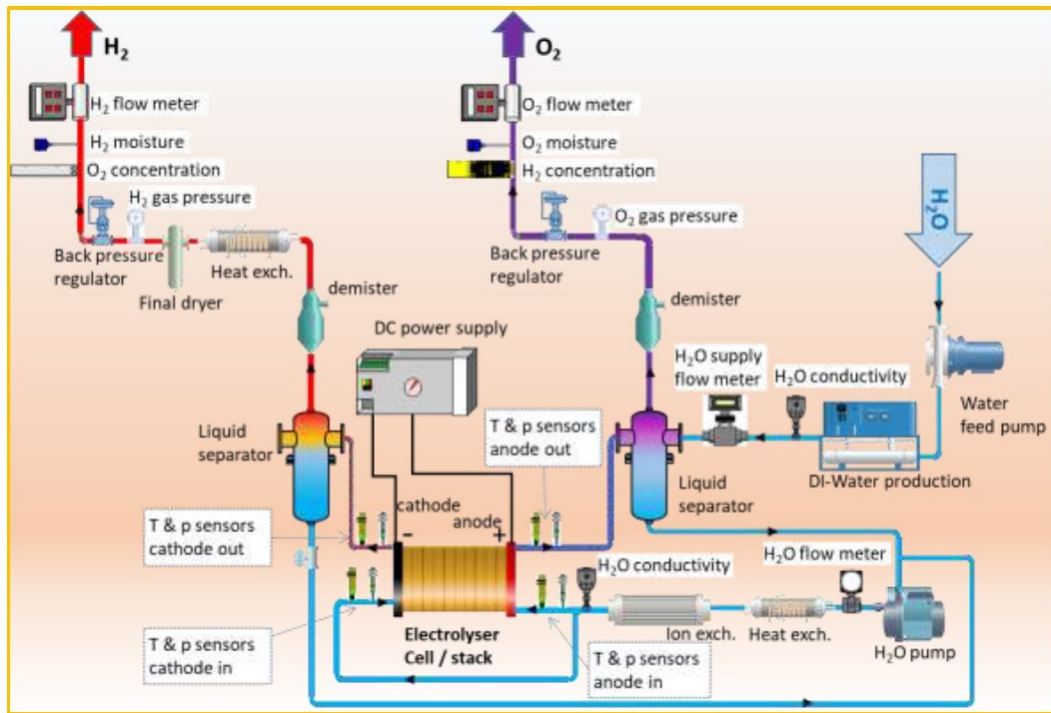 H2
O2
H2 flow meter
H2 moisture
O2 concentration
H2 gas pressure
Back pressure
regulator
Heat exch.
Final dryer
demister
O2 flow meter
O2 moisture
H2 concentration
O2 gas pressure
Back pressure
regulator
demister
H2O
DC power supply
H2O supply
flow meter
H2O conductivity
Water
feed pump
DI-Water production
Liquid
separator
T & p sensors
anode out
Liquid
separator
cathode
anode
-
+
T & p sensors
cathode out
H2O conductivity
H2O flow meter
T & p sensors
cathode in
Electrolyser
Cell / stack
Ion exch.
Heat exch.
H2O pump
T & p sensors
anode in